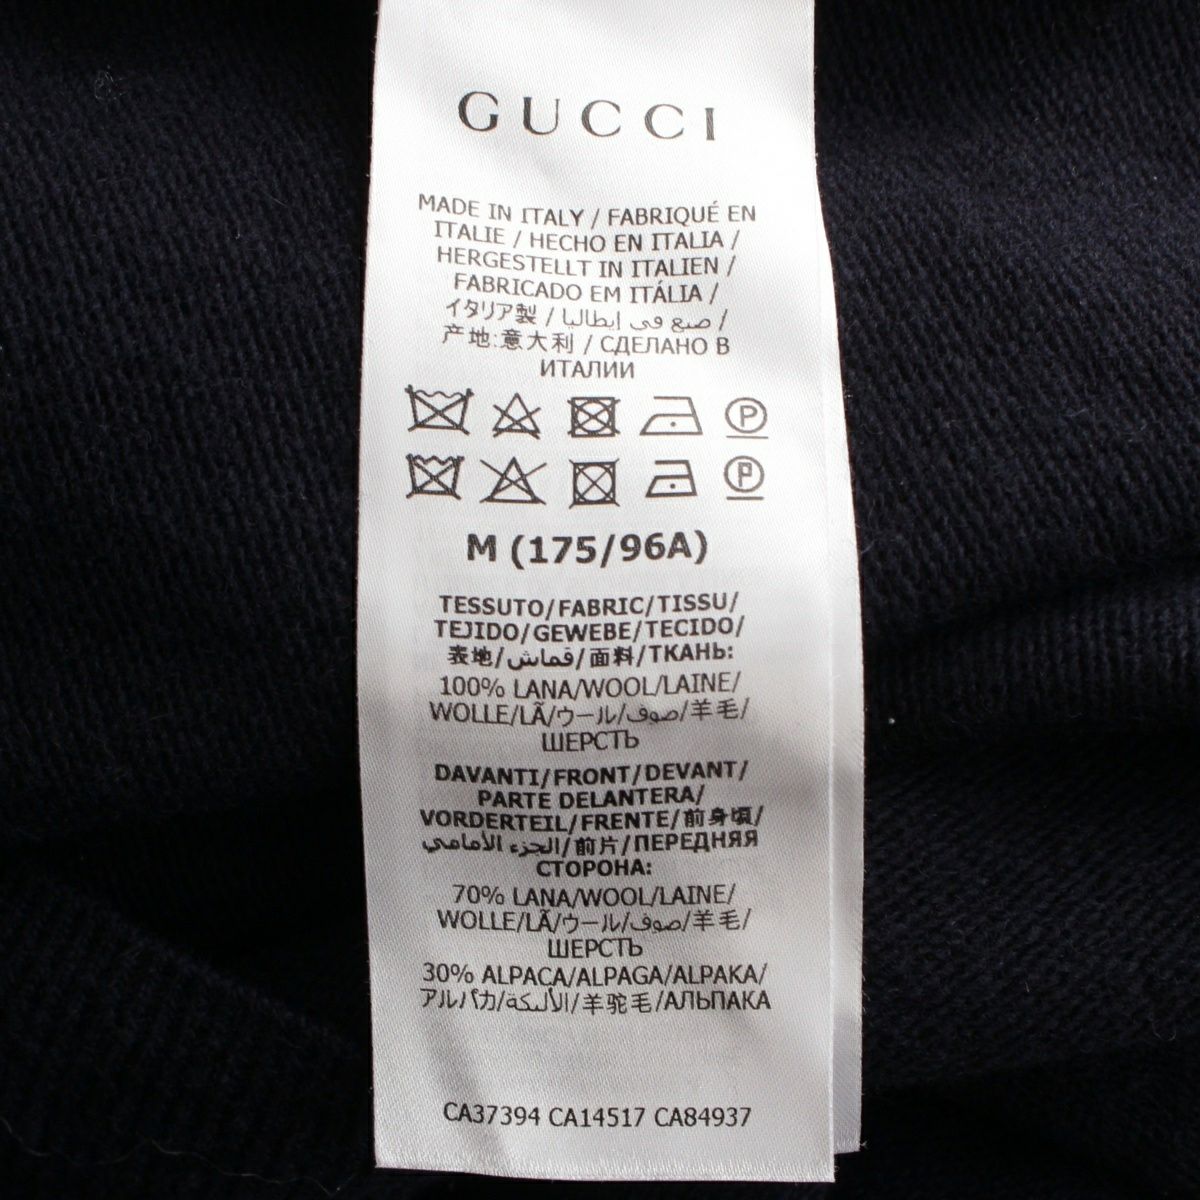 GUCCI
MADE IN ITALY / FABRIQUÉ EN
ITALIE / HECHO EN ITALIA /
HERGESTELLT IN ITALIEN /
FABRICADO EM ITÁLIA /
イタリア製 / صنع في إيطاليا /
产地:意大利 / СДЕЛАНО В
ИТАЛИИ
P
P
M (175/96A)
TESSUTO/FABRIC/TISSU/
TEJIDO/GEWEBE/TECIDO/
表地/قماش/面料/ТКАНЬ:
100% LANA/WOOL/LAINE/
WOLLE/LÃ/ウール/صوف/羊毛/
ШЕРСТЬ
DAVANTI/FRONT/DEVANT/
PARTE DELANTERA/
VORDERTEIL/FRENTE/前身頃/
الجزء الأمامي/前片/ПЕРЕДНЯЯ
СТОРОНА:
70% LANA/WOOL/LAINE/
WOLLE/LÃ/ウール/صوف/羊毛/
ШЕРСТЬ
30% ALPACA/ALPAGA/ALPAKA/
アルパカ/الألبكة/羊驼毛/АЛЬПАКА
CA37394 CA14517 CA84937